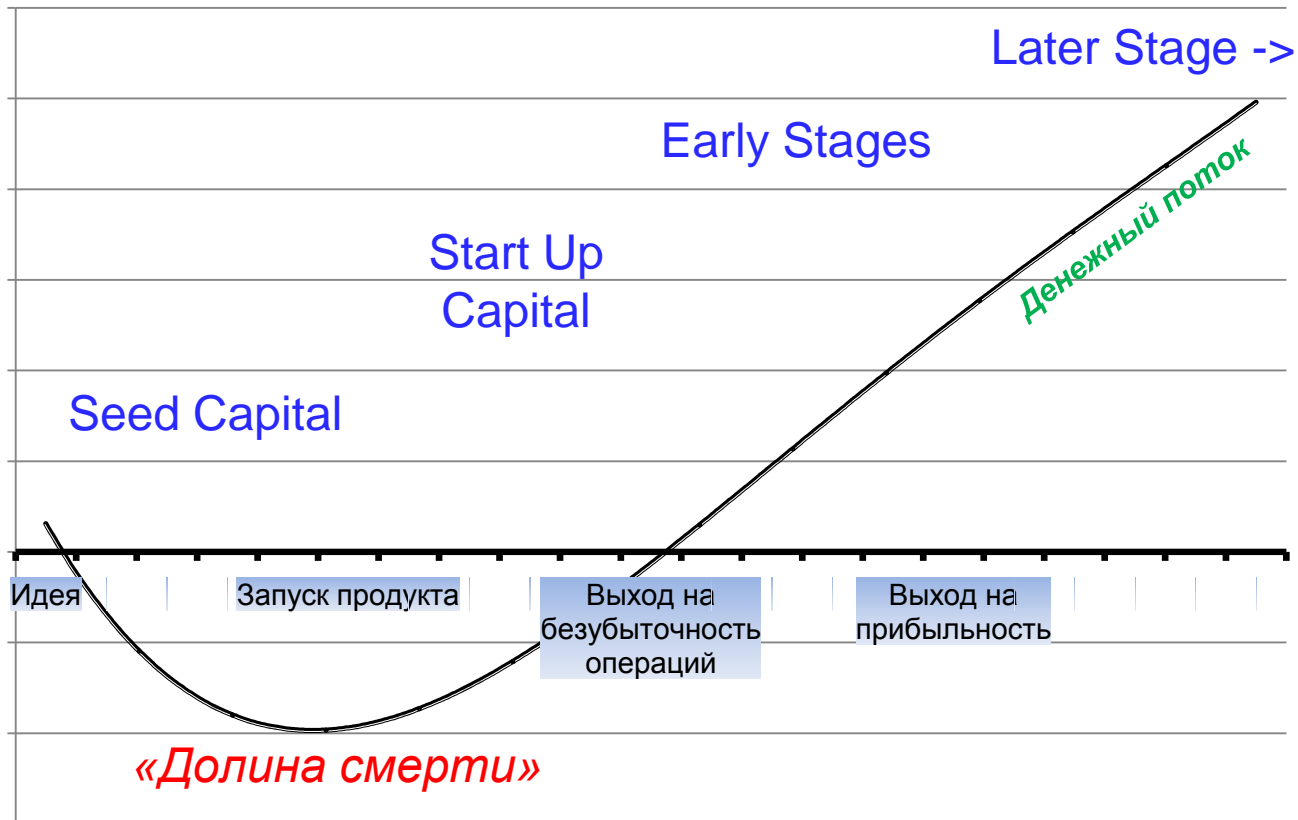 Later Stage ->
Early Stages
Денежный поток
Start Up
Capital
Seed Capital
Идея
Запуск продукта
Выход на
безубыточность
операций
Выход на
прибыльность
«Долина смерти»